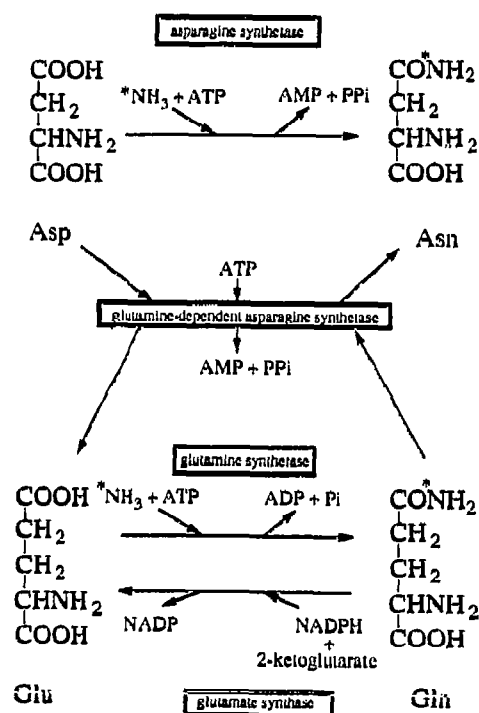 asparagine synthetase
COOH
CH2
CHNH2
COOH
*NH3 + ATP
AMP + PPi
*
CONH2
CH2
CHNH2
COOH
Asp
Asn
ATP
glutamine-dependent asparagine synthetase
AMP + PPi
glutamine synthetase
COOH
CH2
CH2
CHNH2
COOH
*NH3 + ATP
ADP + Pi
NADP
NADPH
+
2-ketoglutarate
*
CONH2
CH2
CH2
CHNH2
COOH
Glu
glutamate synthase
Gln